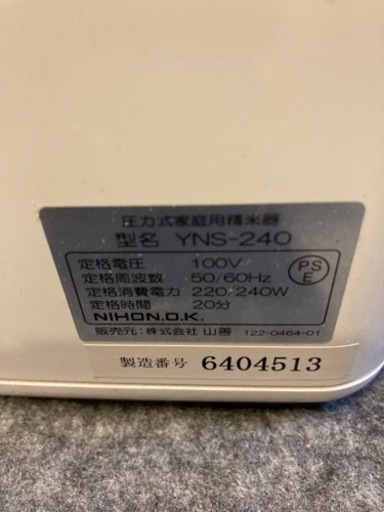 圧力式家庭用精米器
型名 YNS-240
定格電圧 100V
定格周波数 50/60Hz
定格消費電力 220/240W
定格時間 20分
PS
E
NIHON.O.K.
販売元:株式会社 山善 122-0464-01
製造番号 6404513